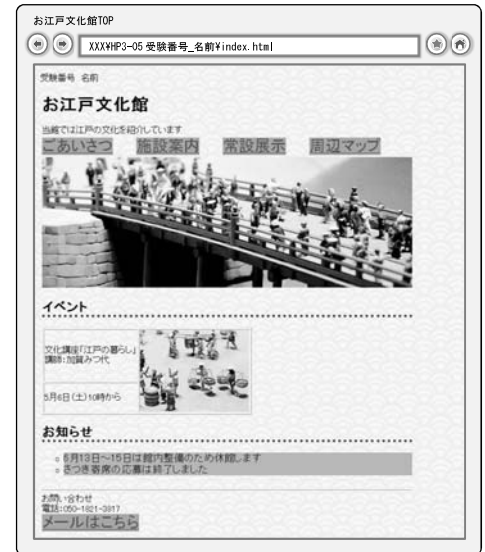 お江戸文化館TOP
XXX¥HP3-05 受験番号_名前¥index.html
受験番号 名前
お江戸文化館
当館では江戸の文化を紹介しています
ごあいさつ 施設案内 常設展示 周辺マップ
イベント
文化講座「江戸の暮らし」
講師:加賀みつ代
5月6日(土)10時から
お知らせ
6月13日～15日は館内整備のため休館します
さつき寄席の応募は終了しました
お問い合わせ
電話:050-1821-3817
メールはこちら